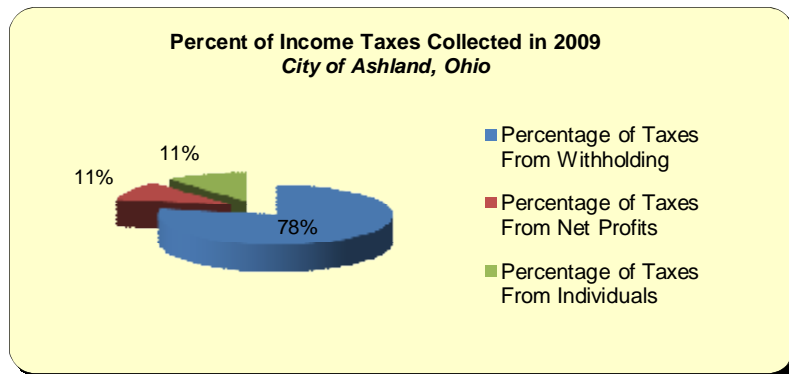 Percent of Income Taxes Collected in 2009
City of Ashland, Ohio
11%
11%
78%
Percentage of Taxes
From Withholding
Percentage of Taxes
From Net Profits
Percentage of Taxes
From Individuals